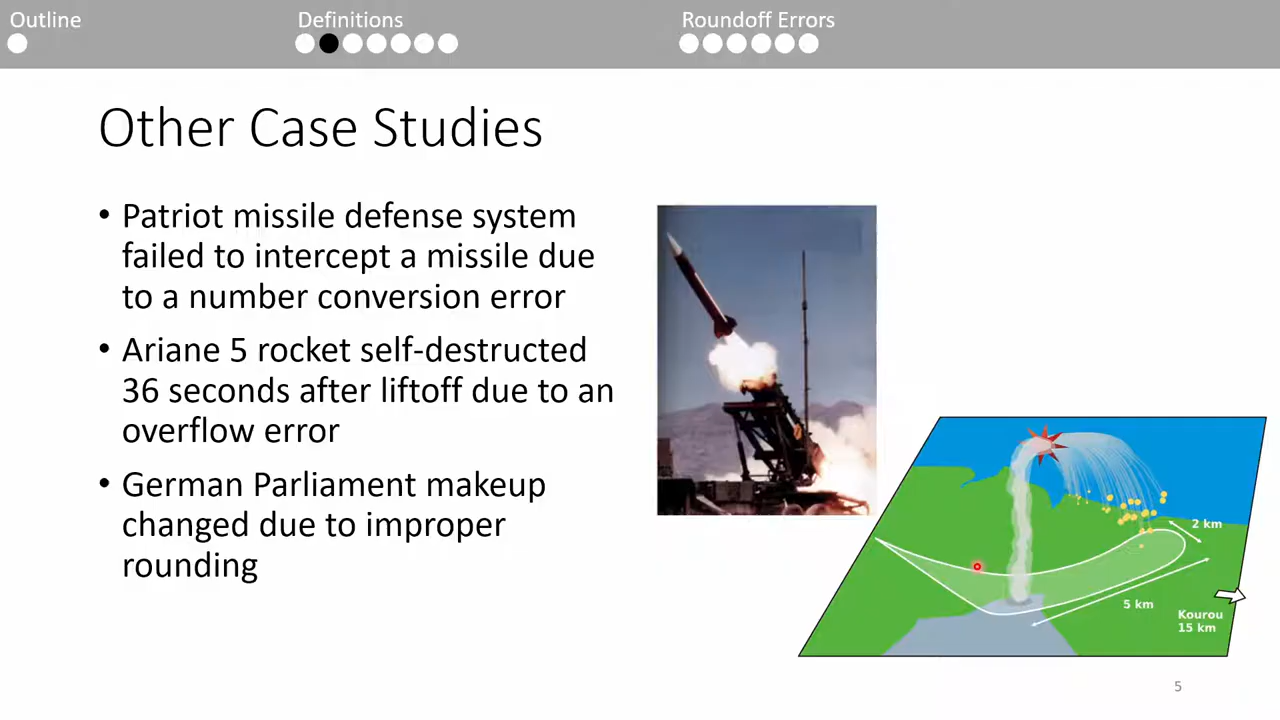 Outline
Definitions
Roundoff Errors
Other Case Studies
• Patriot missile defense system
failed to intercept a missile due
to a number conversion error
• Ariane 5 rocket self-destructed
36 seconds after liftoff due to an
overflow error
• German Parliament makeup
changed due to improper
rounding
2 km
5 km
Kourou
15 km
5